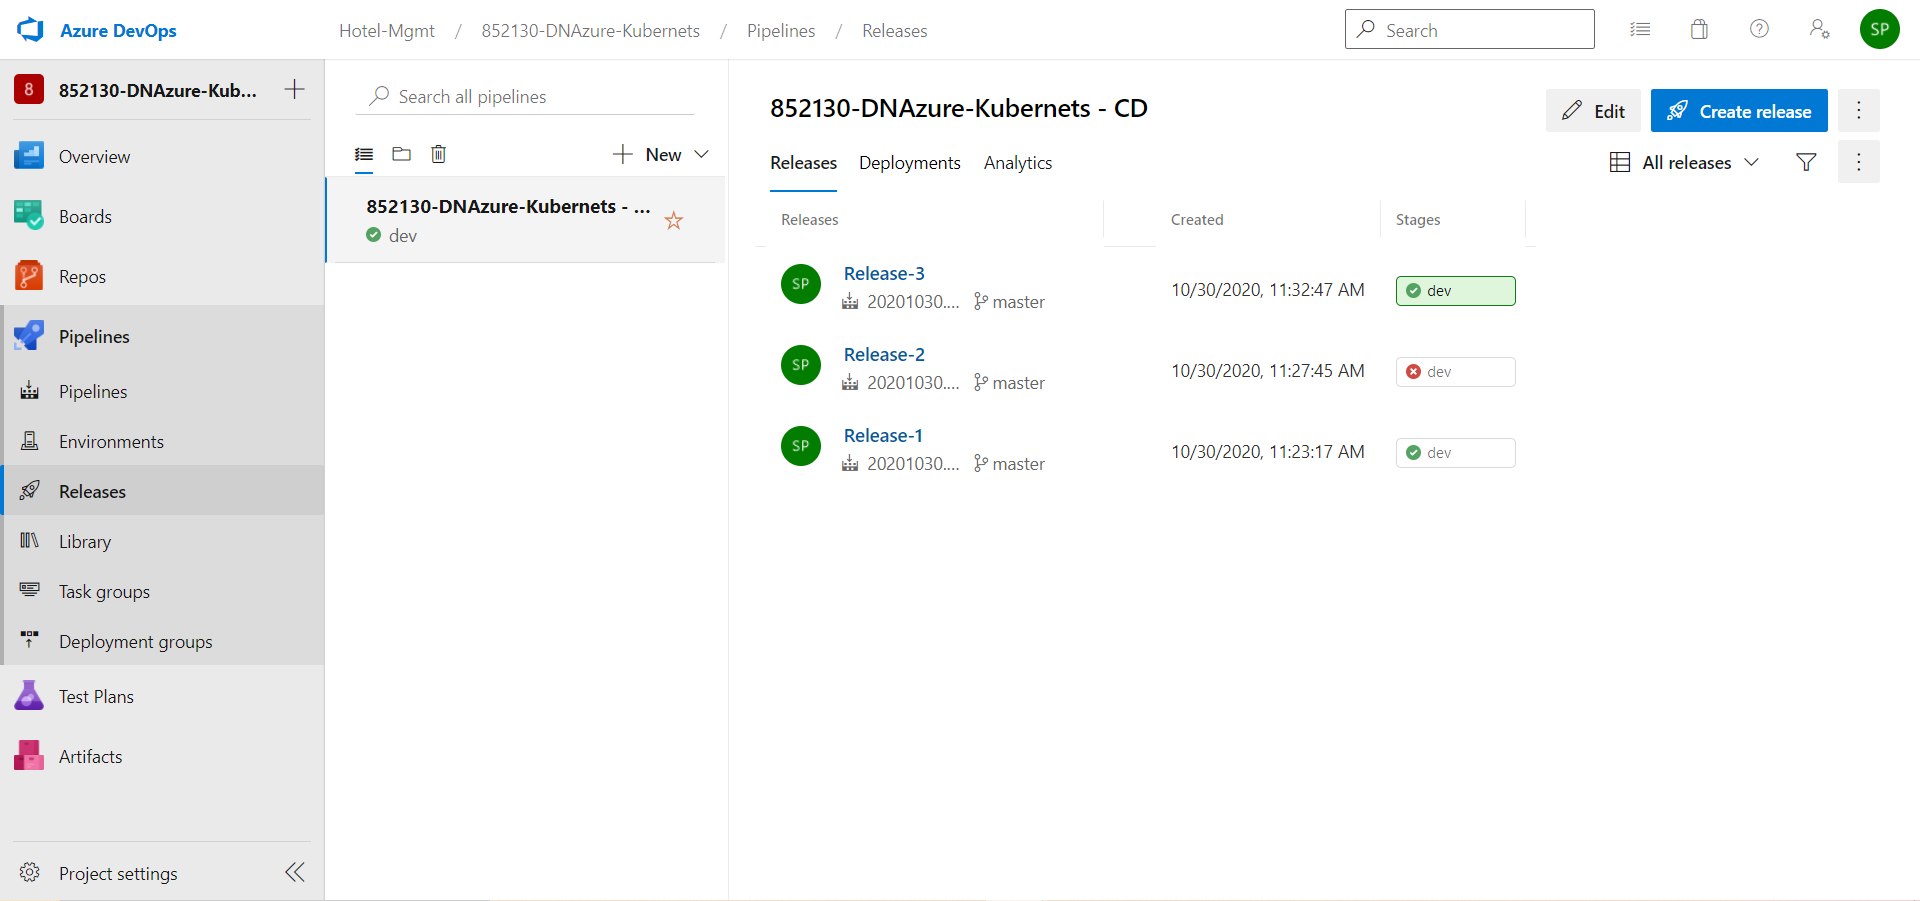 Azure DevOps
Hotel-Mgmt / 852130-DNAzure-Kubernets / Pipelines / Releases
Search
SP
8 852130-DNAzure-Kub...
Overview
Boards
Repos
Pipelines
Pipelines
Environments
Releases
Library
Task groups
Deployment groups
Test Plans
Artifacts
Project settings
Search all pipelines
New
852130-DNAzure-Kubernets - ...
dev
852130-DNAzure-Kubernets - CD
Edit
Create release
Releases Deployments Analytics
All releases
Releases Created Stages
SP Release-3
20201030.... master
10/30/2020, 11:32:47 AM
dev
SP Release-2
20201030.... master
10/30/2020, 11:27:45 AM
dev
SP Release-1
20201030.... master
10/30/2020, 11:23:17 AM
dev